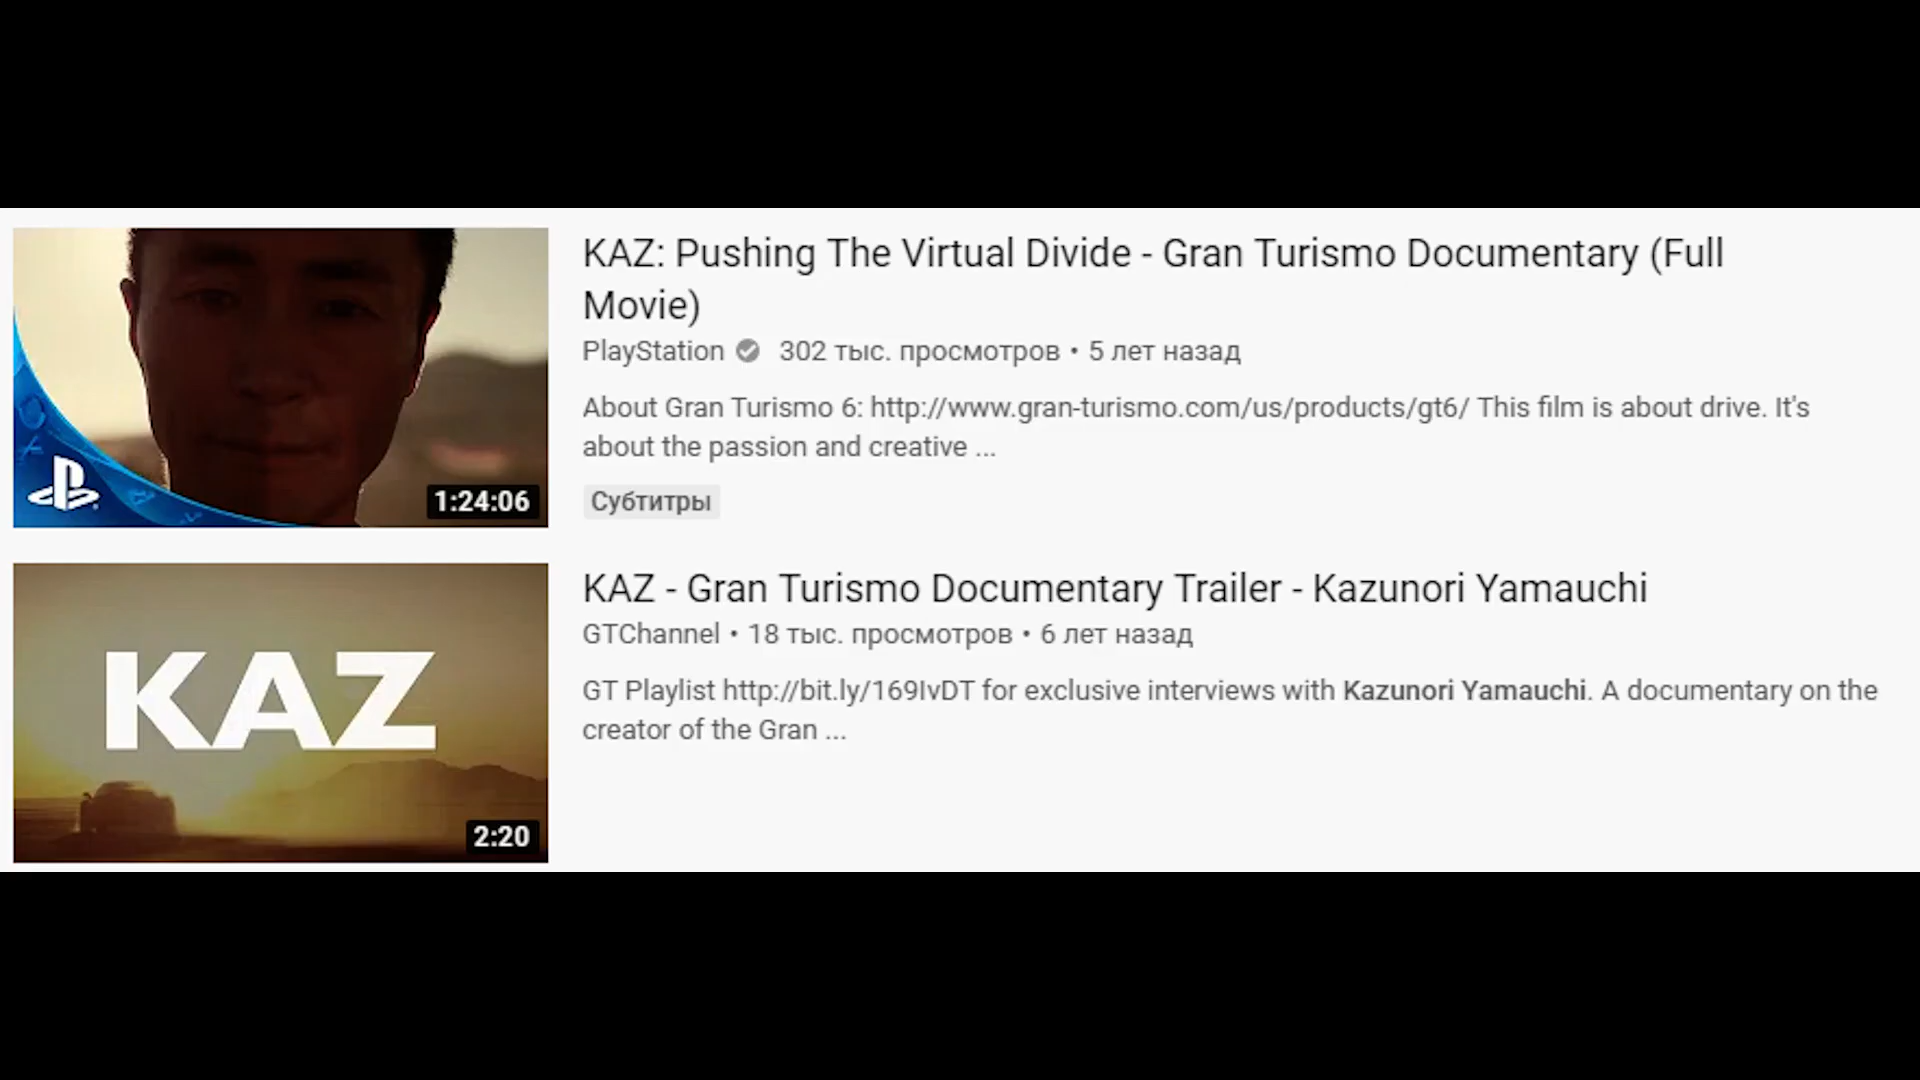 KAZ: Pushing The Virtual Divide - Gran Turismo Documentary (Full
Movie)
PlayStation 302 тыс. просмотров • 5 лет назад
About Gran Turismo 6: http://www.gran-turismo.com/us/products/gt6/ This film is about drive. It's
about the passion and creative ...
1:24:06
Субтитры
KAZ - Gran Turismo Documentary Trailer - Kazunori Yamauchi
GTChannel • 18 тыс. просмотров • 6 лет назад
GT Playlist http://bit.ly/169IvDT for exclusive interviews with Kazunori Yamauchi. A documentary on the
creator of the Gran ...
KAZ
2:20